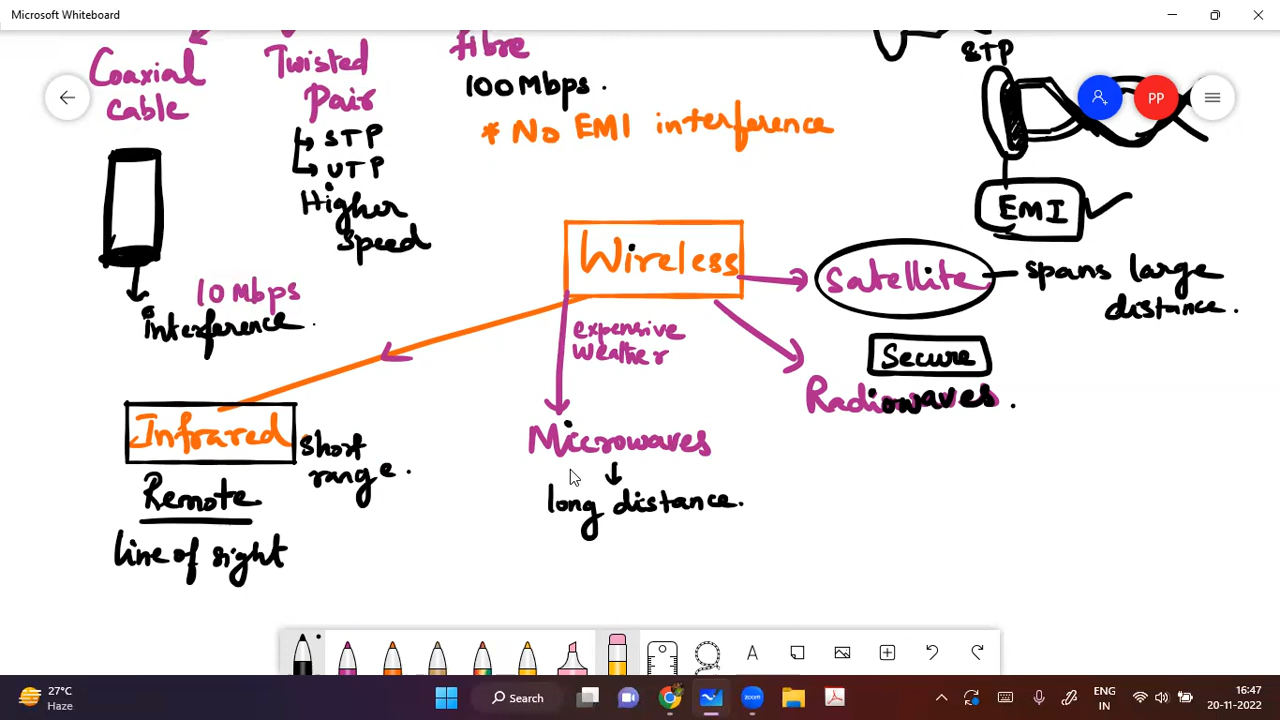 Microsoft Whiteboard
Coaxial
cable
Twisted
Pair
STP
UTP
Higher
speed
fibre
100 Mbps.
* No EMI interference
STP
PP
EMI
10 Mbps
interference.
Wireless
Satellite
spans large
distance.
Secure
Radiowaves.
expensive
weather
Microwaves
long distance.
Infrared
short
range.
Remote
line of sight
A
27°C
Haze
Search
ENG
IN
16:47
20-11-2022